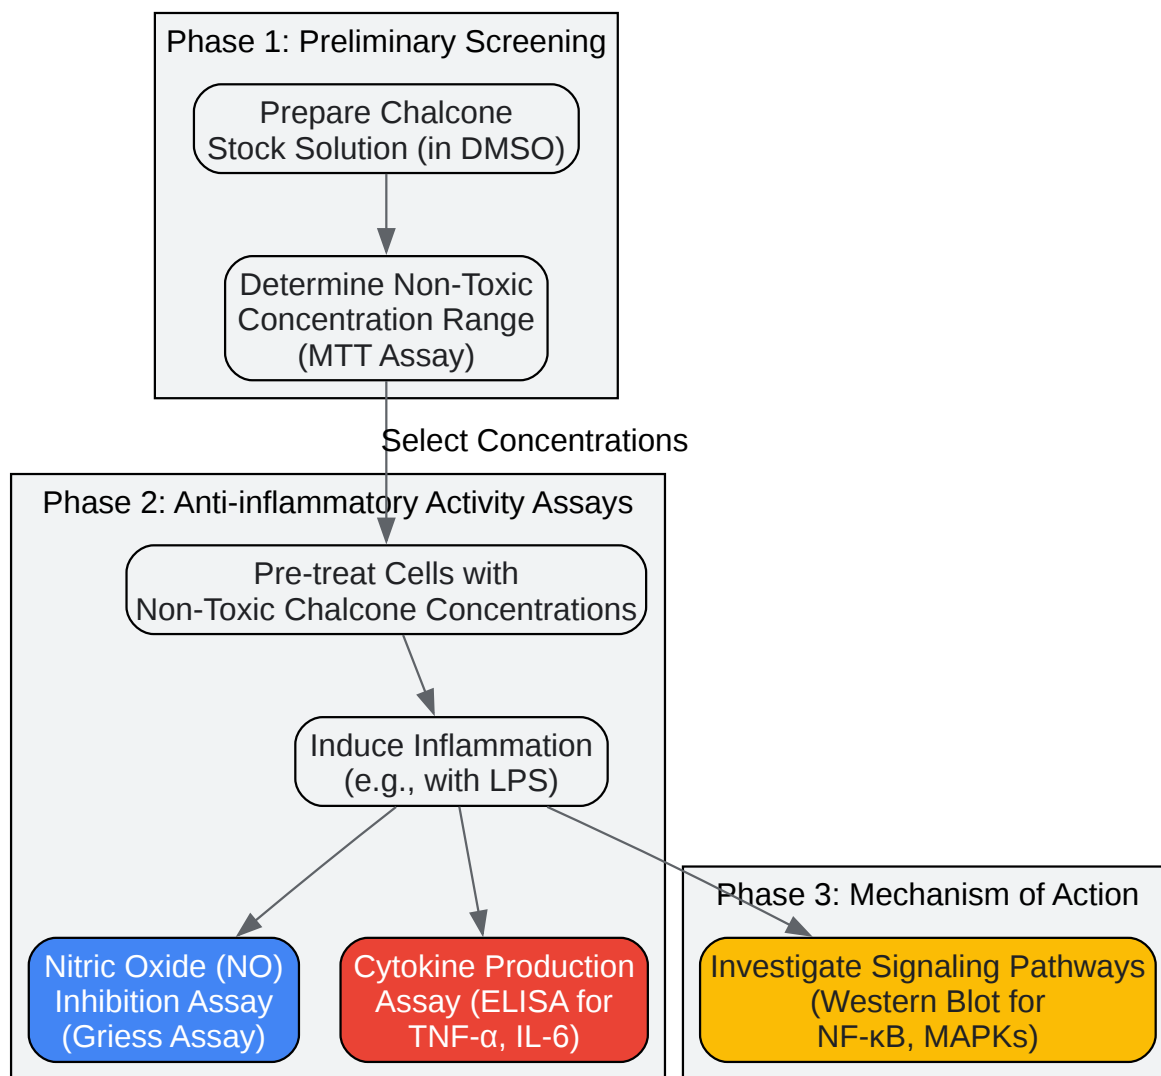 Phase 1: Preliminary Screening
Prepare Chalcone
Stock Solution (in DMSO)
Determine Non-Toxic
Concentration Range
(MTT Assay)
Select Concentrations
Phase 2: Anti-inflammatory Activity Assays
Pre-treat Cells with
Non-Toxic Chalcone Concentrations
Induce Inflammation
(e.g., with LPS)
Nitric Oxide (NO)
Inhibition Assay
(Griess Assay)
Cytokine Production
Assay (ELISA for
TNF-α, IL-6)
Phase 3: Mechanism of Action
Investigate Signaling Pathways
(Western Blot for
NF-κB, MAPKs)